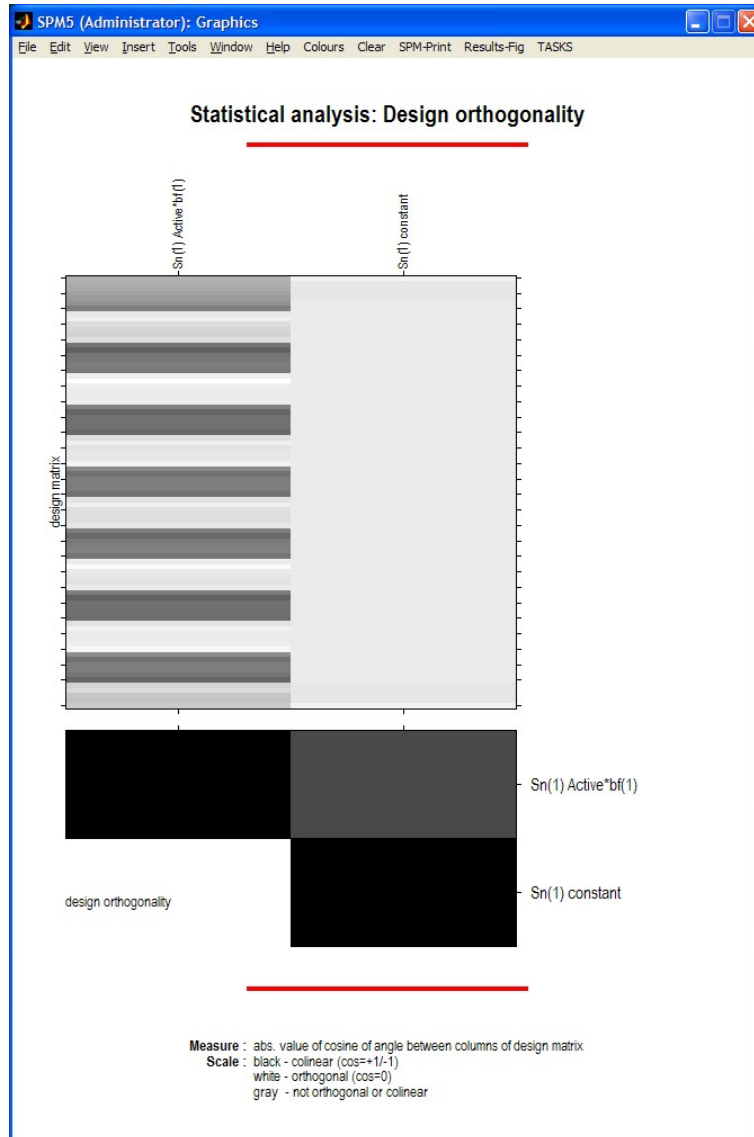 SPM5 (Administrator): Graphics
File Edit View Insert Tools Window Help Colours Clear SPM-Print Results-Fig TASKS
Statistical analysis: Design orthogonality
Sn(1) Active*bf(1)
Sn(1) constant
design matrix
Sn(1) Active*bf(1)
Sn(1) constant
design orthogonality
Measure : abs. value of cosine of angle between columns of design matrix
Scale : black - colinear (cos=+1/-1)
white - orthogonal (cos=0)
gray - not orthogonal or colinear